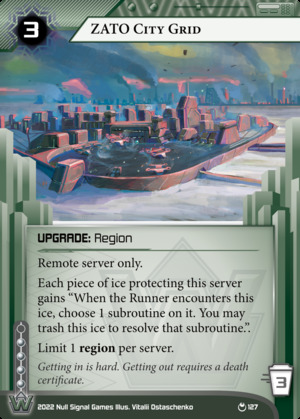 3
ZATO City Grid
UPGRADE: Region
Remote server only.
Each piece of ice protecting this server
gains “When the Runner encounters this
ice, choose 1 subroutine on it. You may
trash this ice to resolve that subroutine.”.
Limit 1 region per server.
Getting in is hard. Getting out requires a death
certificate.
3
2022 Null Signal Games Illus. Vitalii Ostaschenko
127